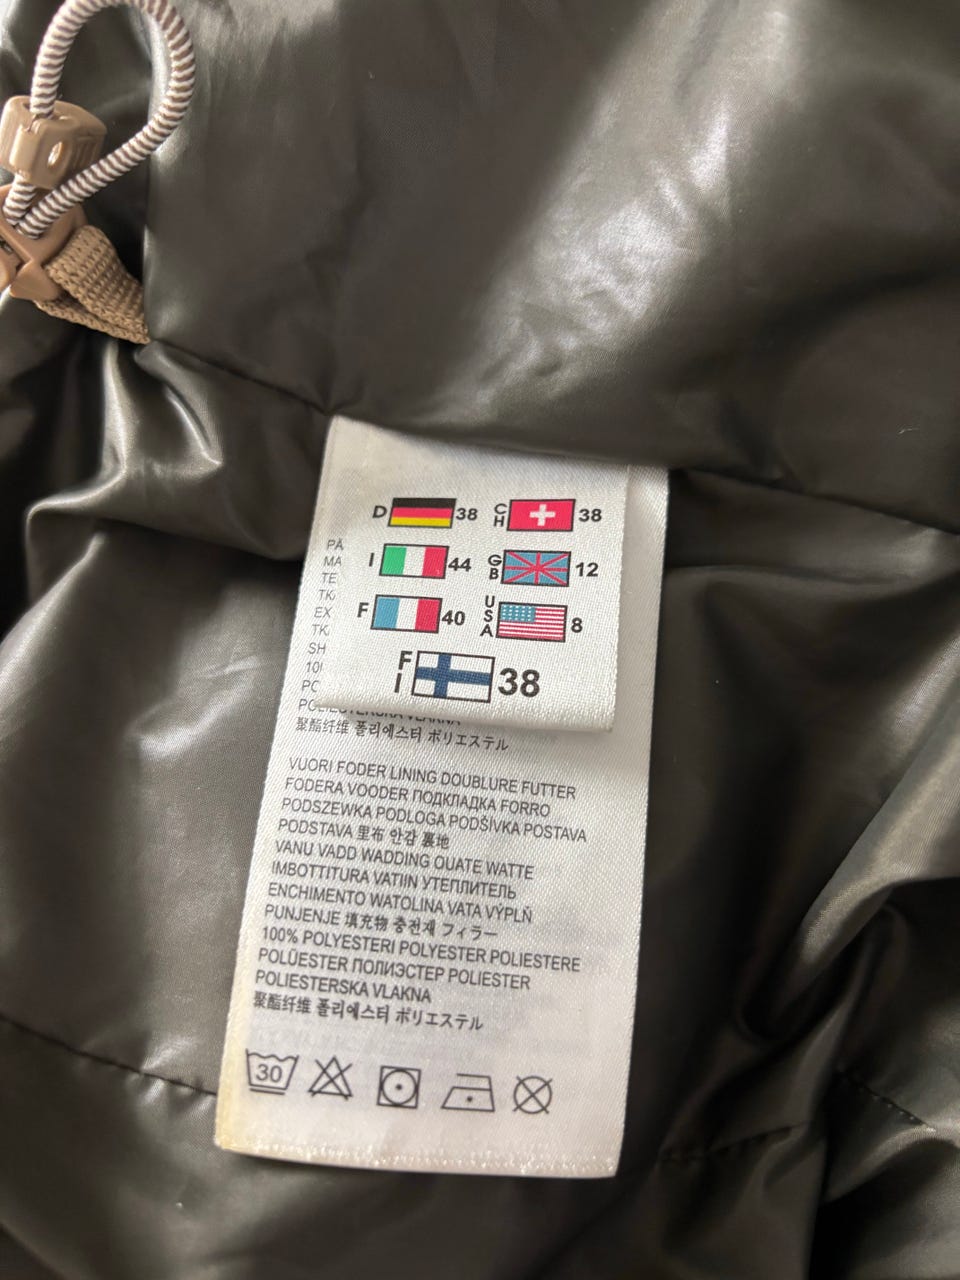 D 38 CH 38
I 44 GB 12
F 40 USA 8
FI 38
聚酯纤维 폴리에스터 ポリエステル
VUORI FODER LINING DOUBLURE FUTTER
FODERA VOODER ПОДКЛАДКА FORRO
PODSZEWKA PODLOGA PODŠÍVKA POSTAVA
PODSTAVA 里布 안감 裏地
VANU VADD WADDING OUATE WATTE
IMBOTTITURA VATIIN УТЕПЛИТЕЛЬ
ENCHIMENTO WATOLINA VATA VÝPLŇ
PUNJENJE 填充物 충전재 フィラー
100% POLYESTERI POLYESTER POLIESTERE
POLÜESTER ПОЛИЭСТЕР POLIESTER
POLIESTERSKA VLAKNA
聚酯纤维 폴리에스터 ポリエステル
30